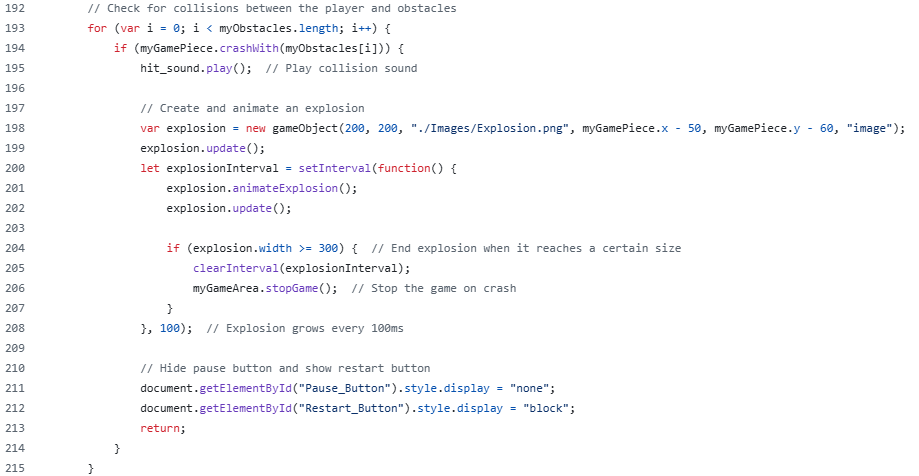 192        // Check for collisions between the player and obstacles
193        for (var i = 0; i < myObstacles.length; i++) {
194            if (myGamePiece.crashWith(myObstacles[i])) {
195                hit_sound.play();  // Play collision sound
196
197                // Create and animate an explosion
198                var explosion = new gameObject(200, 200, "./Images/Explosion.png", myGamePiece.x - 50, myGamePiece.y - 60, "image");
199                explosion.update();
200                let explosionInterval = setInterval(function() {
201                    explosion.animateExplosion();
202                    explosion.update();
203
204                    if (explosion.width >= 300) {  // End explosion when it reaches a certain size
205                        clearInterval(explosionInterval);
206                        myGameArea.stopGame();  // Stop the game on crash
207                    }
208                }, 100);  // Explosion grows every 100ms
209
210                // Hide pause button and show restart button
211                document.getElementById("Pause_Button").style.display = "none";
212                document.getElementById("Restart_Button").style.display = "block";
213                return;
214            }
215        }